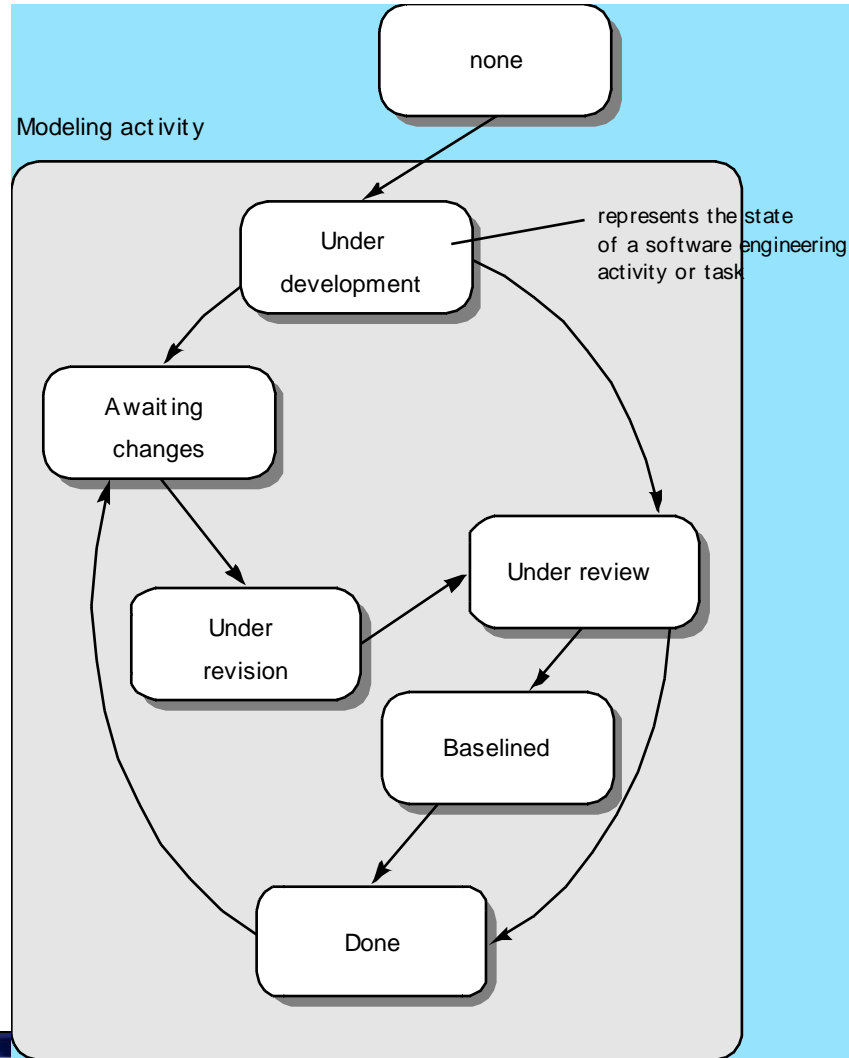 none
Modeling activity
represents the state
of a software engineering
activity or task
Under
development
Awaiting
changes
Under review
Under
revision
Baselined
Done